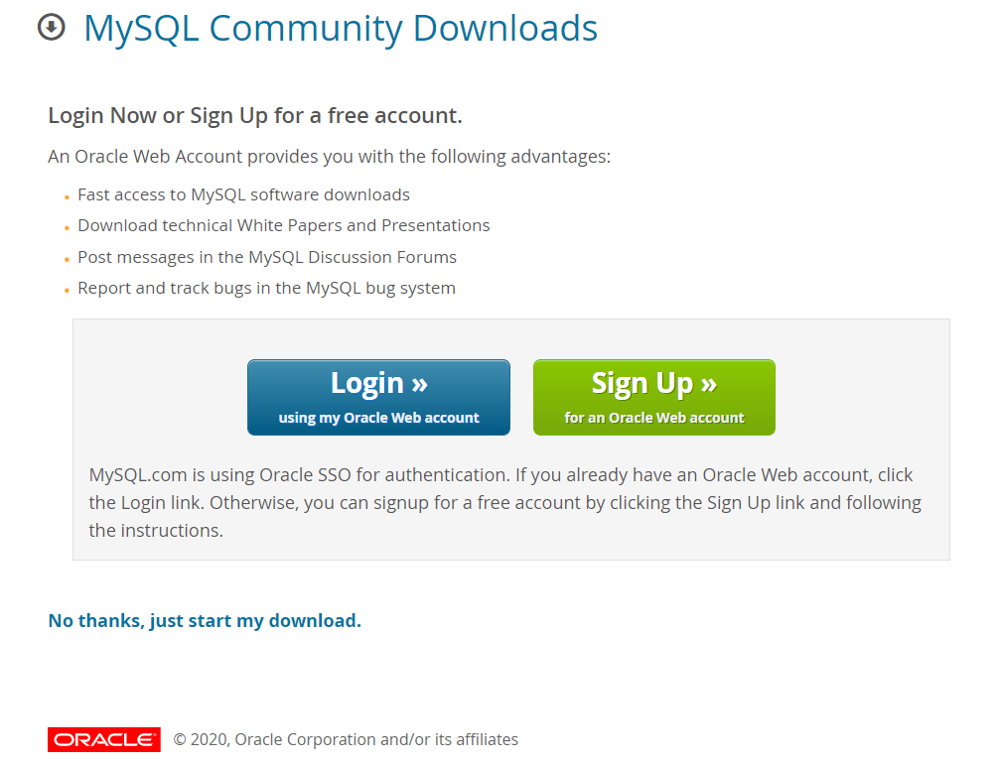 MySQL Community Downloads
Login Now or Sign Up for a free account.
An Oracle Web Account provides you with the following advantages:
Fast access to MySQL software downloads
Download technical White Papers and Presentations
Post messages in the MySQL Discussion Forums
Report and track bugs in the MySQL bug system
Login »
using my Oracle Web account
Sign Up »
for an Oracle Web account
MySQL.com is using Oracle SSO for authentication. If you already have an Oracle Web account, click
the Login link. Otherwise, you can signup for a free account by clicking the Sign Up link and following
the instructions.
No thanks, just start my download.
ORACLE © 2020, Oracle Corporation and/or its affiliates